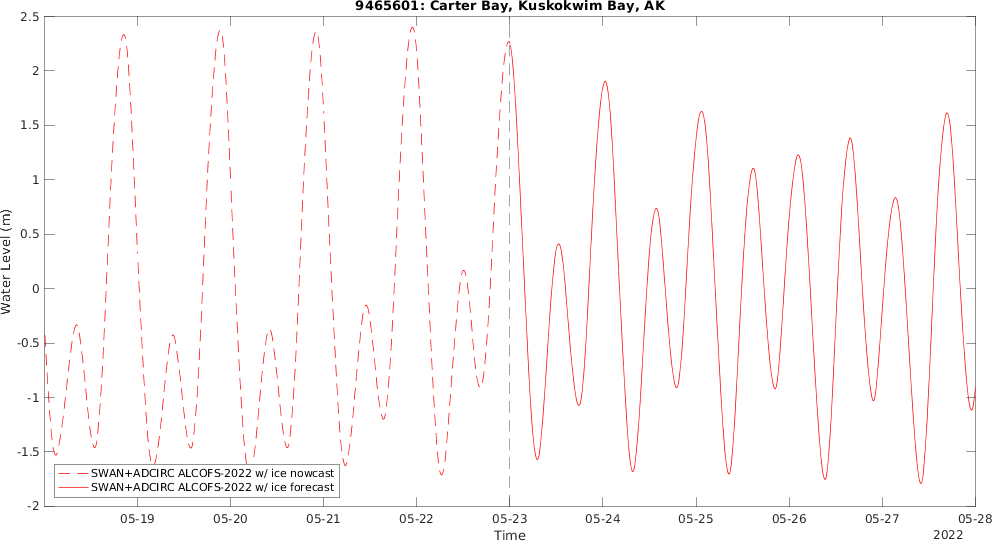 9465601: Carter Bay, Kuskokwim Bay, AK
2.5
2
1.5
1
0.5
0
-0.5
-1
-1.5
-2
Water Level (m)
SWAN+ADCIRC ALCOFS-2022 w/ ice nowcast
SWAN+ADCIRC ALCOFS-2022 w/ ice forecast
05-19 05-20 05-21 05-22 05-23 05-24 05-25 05-26 05-27 05-28
Time
2022